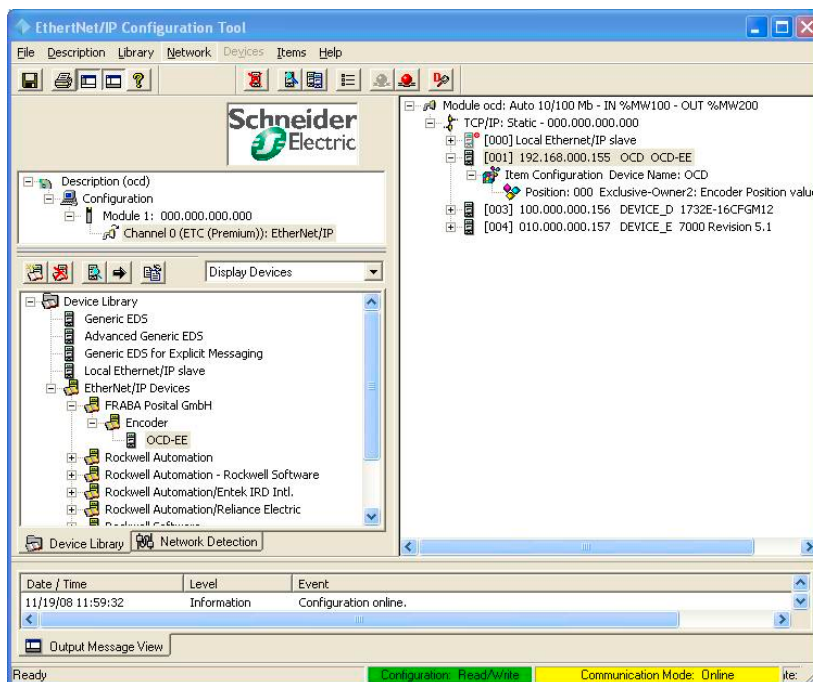 EthertNet/IP Configuration Tool
File Description Library Network Devices Items Help
Schneider
Electric
Description (ocd)
Configuration
Module 1: 000.000.000.000
Channel 0 (ETC (Premium)): EtherNet/IP
Display Devices
Device Library
Generic EDS
Advanced Generic EDS
Generic EDS for Explicit Messaging
Local Ethernet/IP slave
EtherNet/IP Devices
FRABA Posital GmbH
Encoder
OCD-EE
Rockwell Automation
Rockwell Automation - Rockwell Software
Rockwell Automation/Entek IRD Intl.
Rockwell Automation/Reliance Electric
Rockwell Software
Device Library Network Detection
Module ocd: Auto 10/100 Mb - IN %MW100 - OUT %MW200
TCP/IP: Static - 000.000.000.000
[000] Local Ethernet/IP slave
[001] 192.168.000.155 OCD OCD-EE
Item Configuration Device Name: OCD
Position: 000 Exclusive-Owner2: Encoder Position valu
[003] 100.000.000.156 DEVICE_D 1732E-16CFGM12
[004] 010.000.000.157 DEVICE_E 7000 Revision 5.1
Date / Time Level Event
11/19/08 11:59:32 Information Configuration online.
Output Message View
Ready Configuration: Read/Write Communication Mode: Online ite: